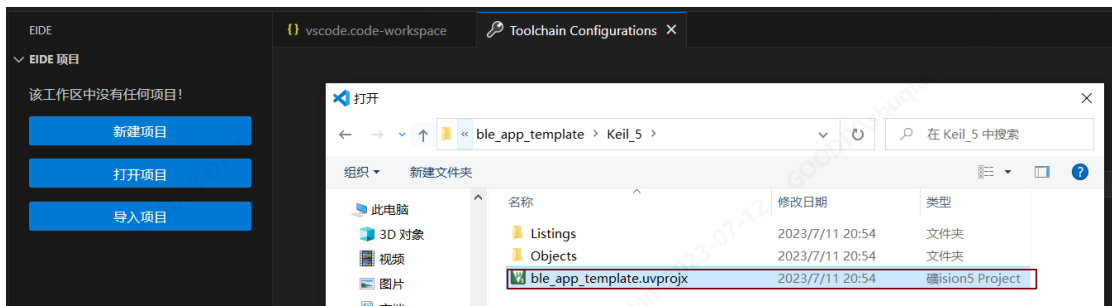 EIDE
{} vscode.code-workspace
Toolchain Configurations ×
EIDE 项目
该工作区中没有任何项目!
新建项目
打开项目
导入项目
打开
« ble_app_template > Keil_5 >
在 Keil_5 中搜索
组织
新建文件夹
名称
修改日期
类型
此电脑
3D 对象
视频
图片
Listings
2023/7/11 20:54
文件夹
Objects
2023/7/11 20:54
文件夹
ble_app_template.uvprojx
2023/7/11 20:54
礦ision5 Project